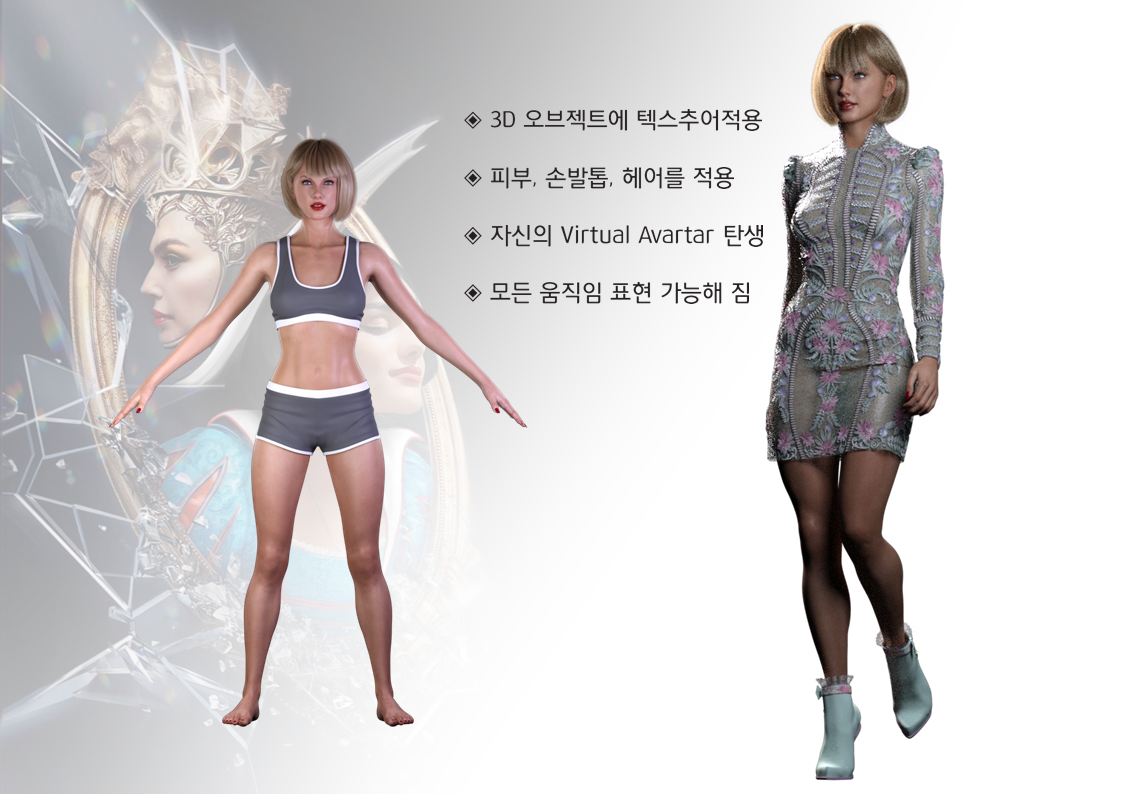 ◈ 3D 오브젝트에 텍스추어적용
◈ 피부, 손발톱, 헤어를 적용
◈ 자신의 Virtual Avartar 탄생
◈ 모든 움직임 표현 가능해 짐